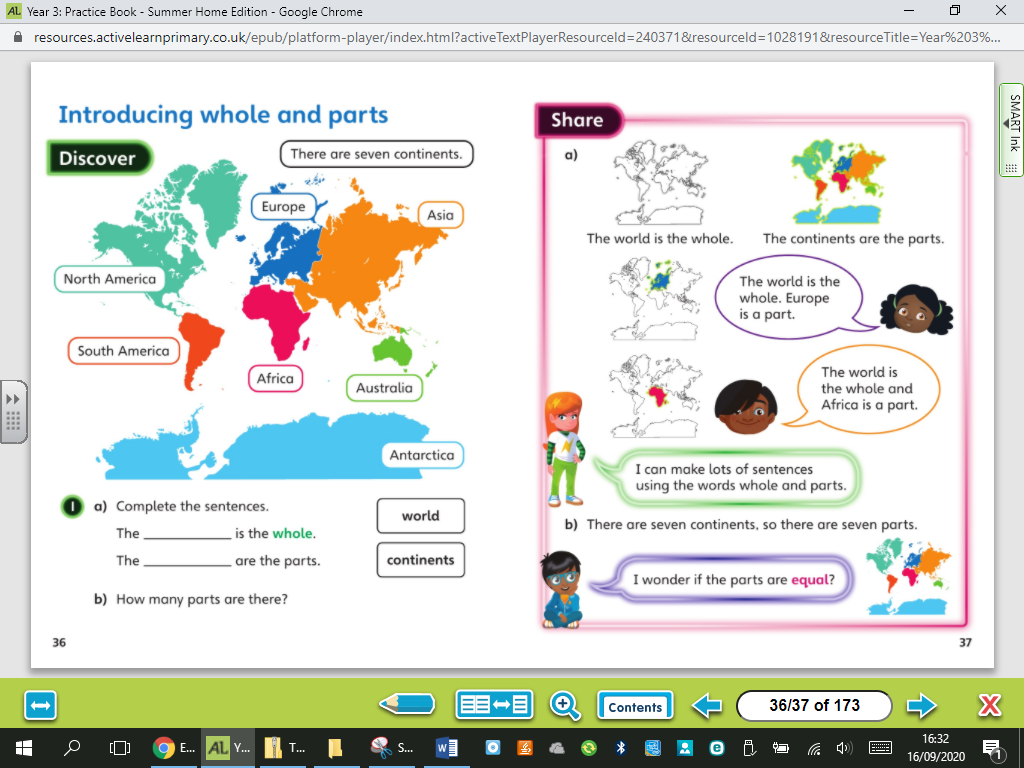 AL Year 3: Practice Book - Summer Home Edition - Google Chrome
resources.activelearnprimary.co.uk/epub/platform-player/index.html?activeTextPlayerResourceId=240371&resourceId=1028191&resourceTitle=Year%203%...
SMART Ink
Introducing whole and parts
Discover
There are seven continents.
Europe
Asia
North America
South America
Africa
Australia
Antarctica
1 a) Complete the sentences.
The __________ is the whole.
The __________ are the parts.
world
continents
b) How many parts are there?
36
Share
a)
The world is the whole.
The continents are the parts.
The world is the
whole. Europe
is a part.
The world is
the whole and
Africa is a part.
I can make lots of sentences
using the words whole and parts.
b) There are seven continents, so there are seven parts.
I wonder if the parts are equal?
37
Contents
36/37 of 173
E...
AL Y...
T...
S...
16:32
16/09/2020
1